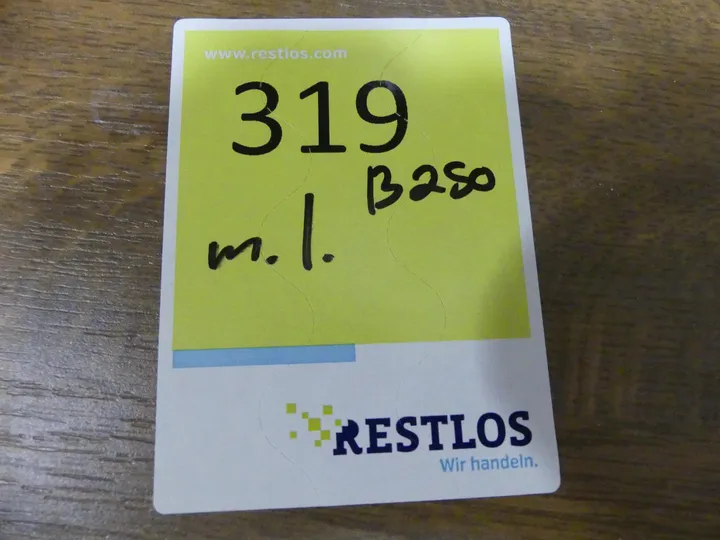 www.restlos.com
319
B250
m. l.
RESTLOS
Wir handeln.